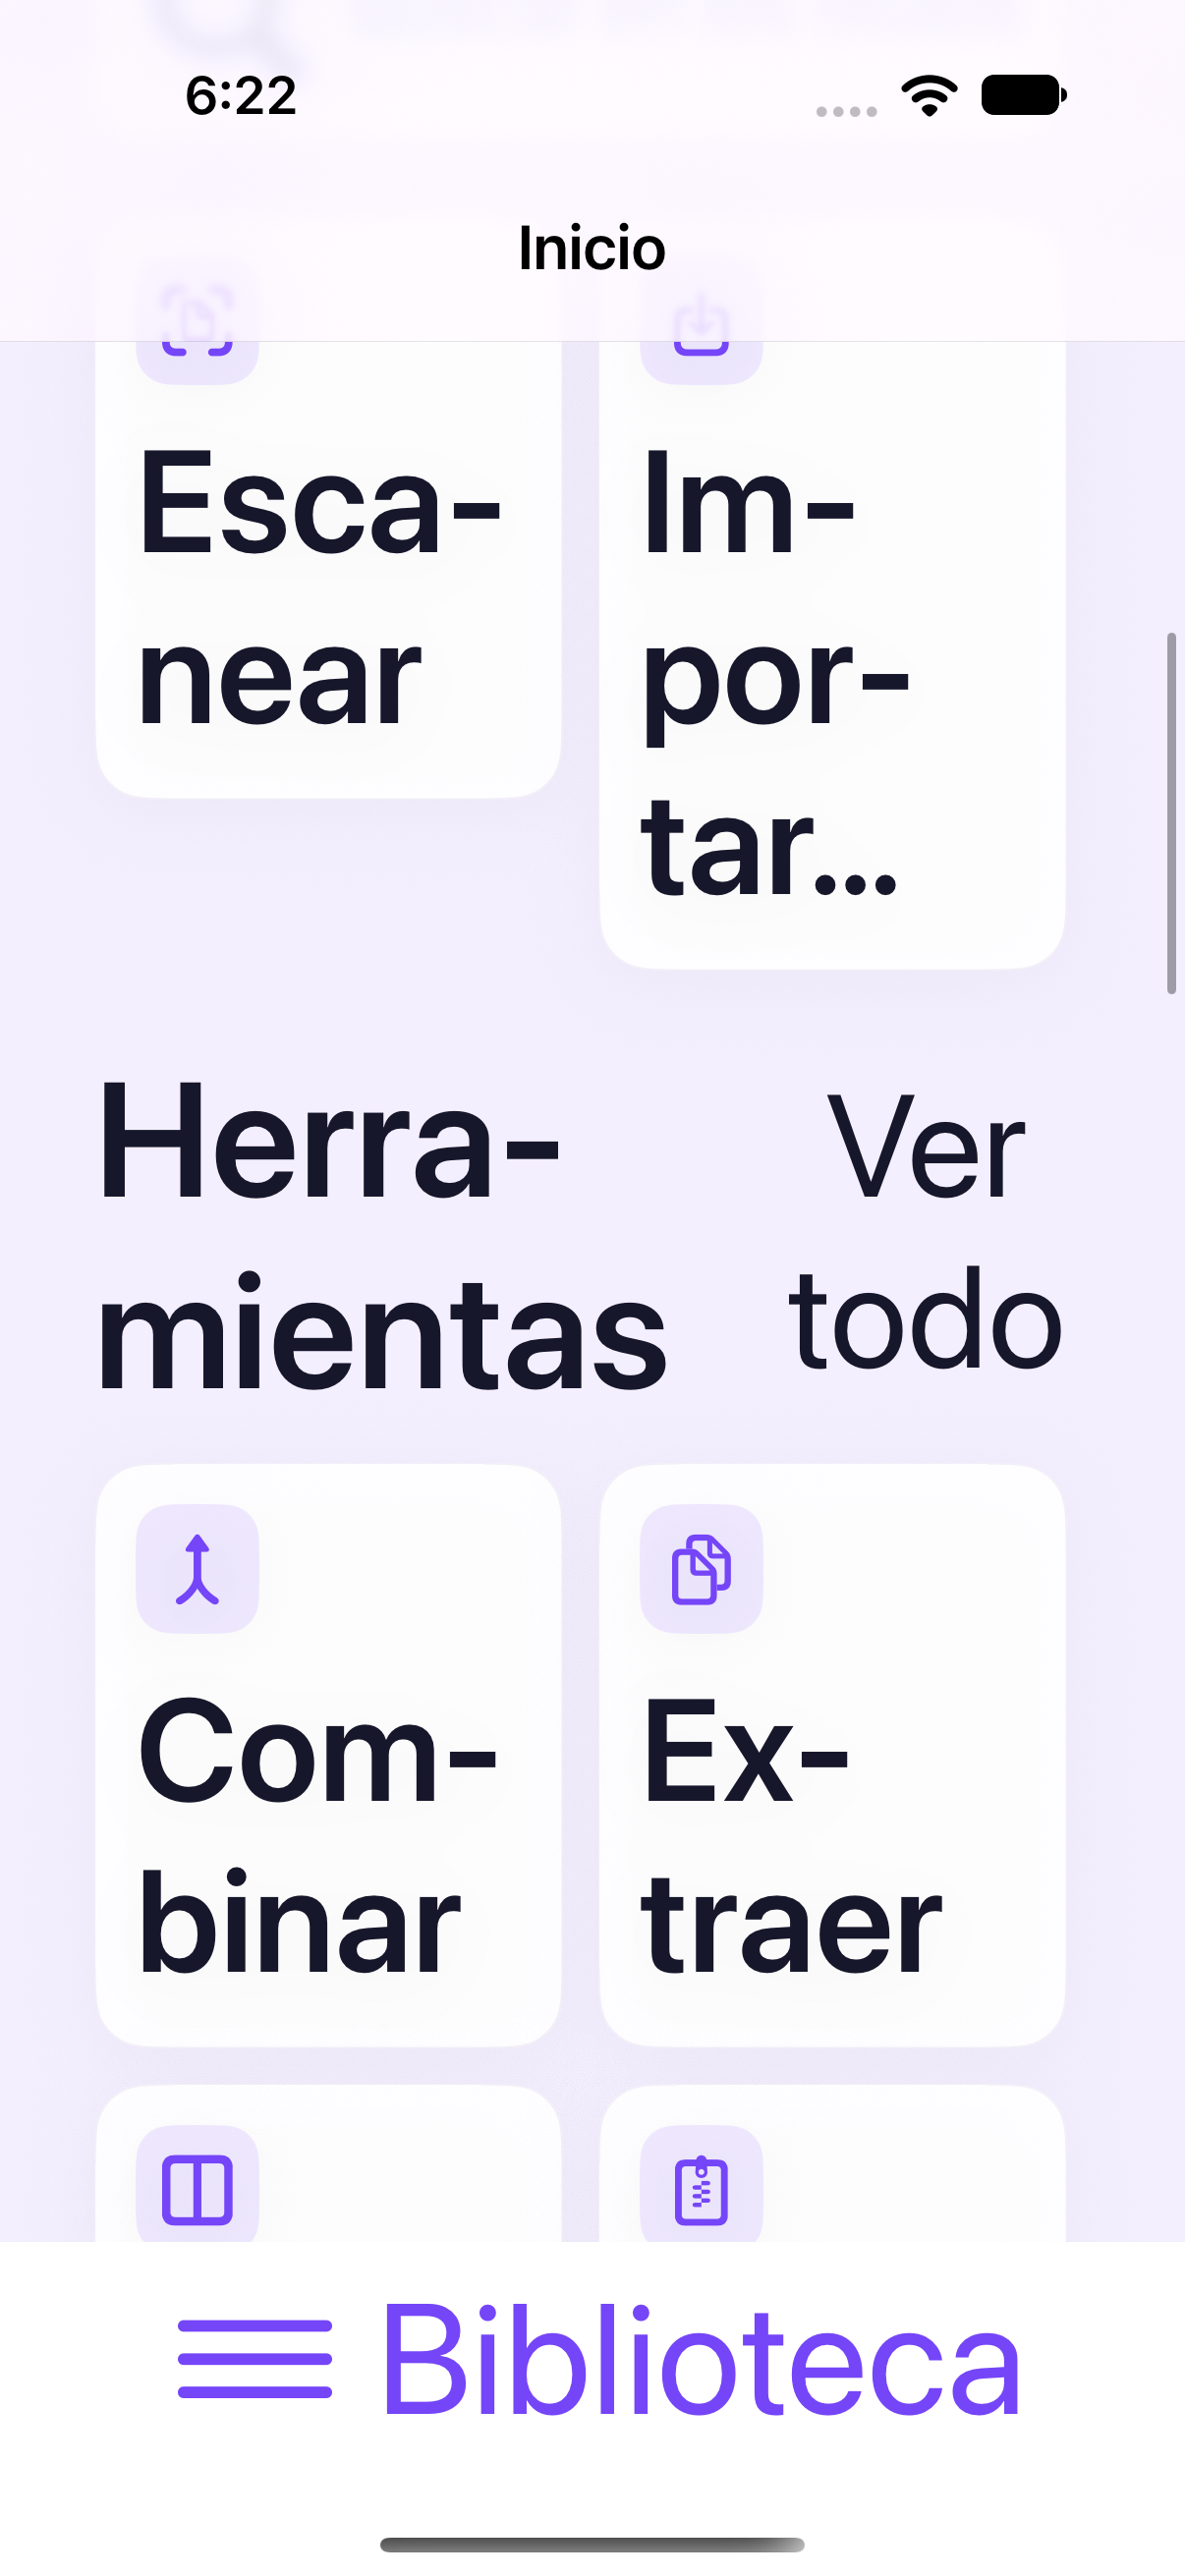 6:22
Inicio
Esca-
near
Im-
por-
tar...
Herra-
mientas
Ver
todo
Com-
binar
Ex-
traer
Biblioteca